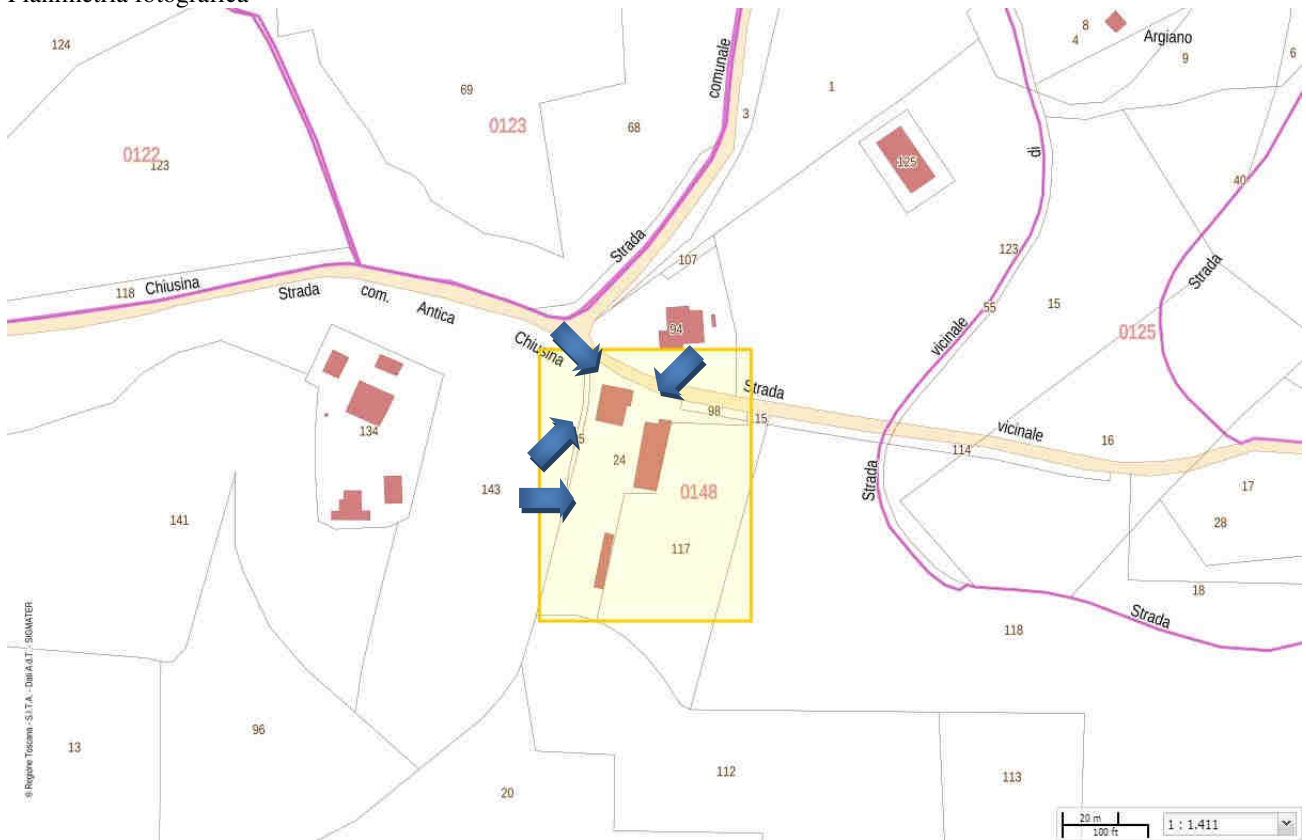 Planimetria fotografica
8
124
4
Argiano
9
6
comunale
69
1
0123
68
3
0122
123
125
di
40
Strada
107
123
118
Chiusina
Strada
com.
Antica
Strada
15
55
94
Chiusina
vicinale
0125
Strada
98
15
134
5
24
vicinale
16
114
143
0148
Strada
17
141
28
117
18
118
Strada
© Regione Toscana - S.I.T.A. - Dati A.d.T. - SIGMATER
96
13
20
112
113
20 m
100 ft
1 : 1.411